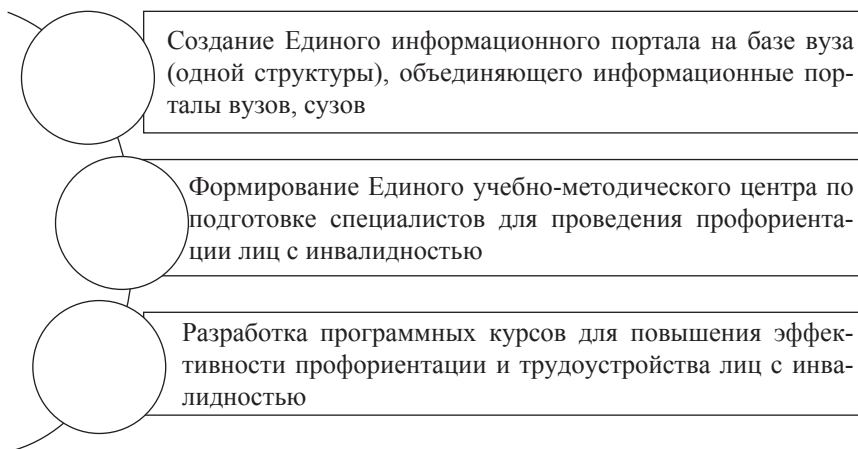 Создание Единого информационного портала на базе вуза
(одной структуры), объединяющего информационные пор-
талы вузов, сузов
Формирование Единого учебно-методического центра по
подготовке специалистов для проведения профориента-
ции лиц с инвалидностью
Разработка программных курсов для повышения эффек-
тивности профориентации и трудоустройства лиц с инва-
лидностью